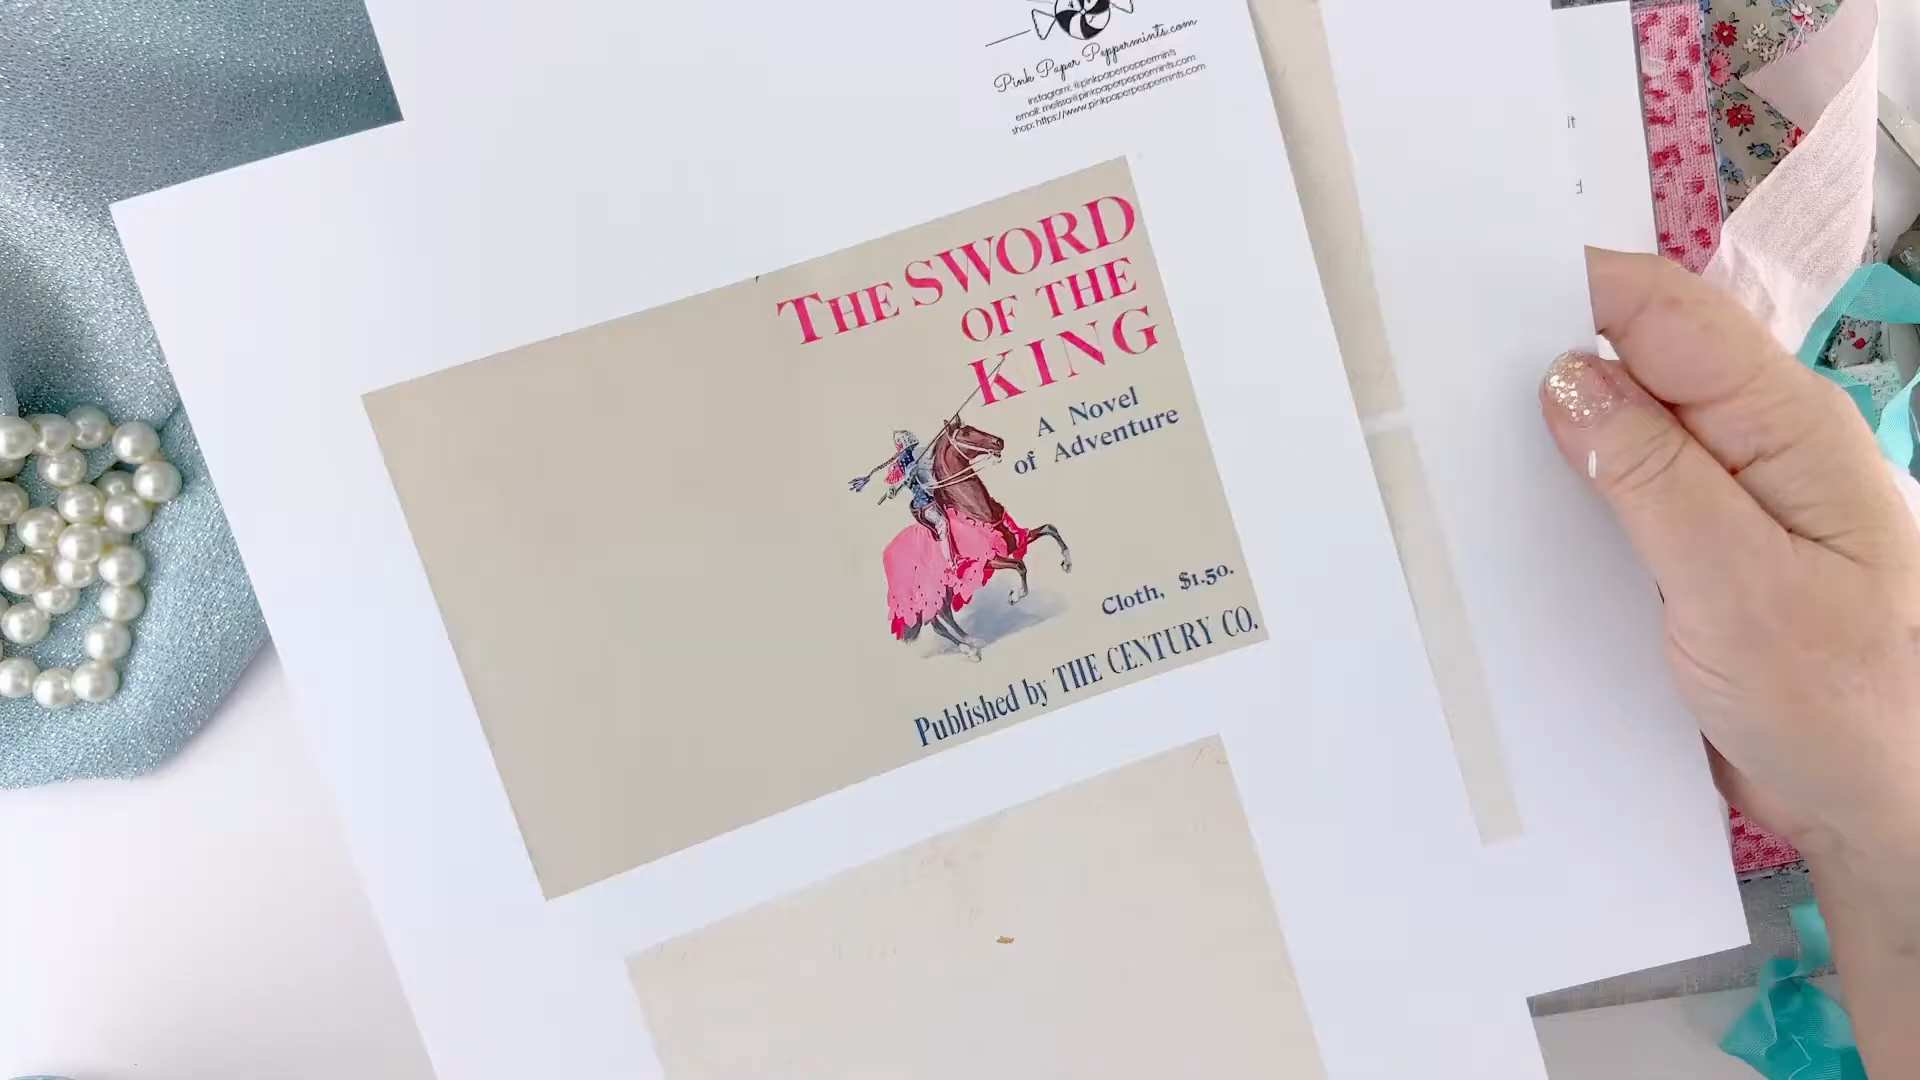 Pink Paper Peppermints.com
instagram: @pinkpaperpeppermints
email: melissa@pinkpaperpeppermints.com
shop: https://www.pinkpaperpeppermints.com
THE SWORD
OF THE
KING
A Novel
of Adventure
Cloth, $1.50.
Published by THE CENTURY CO.